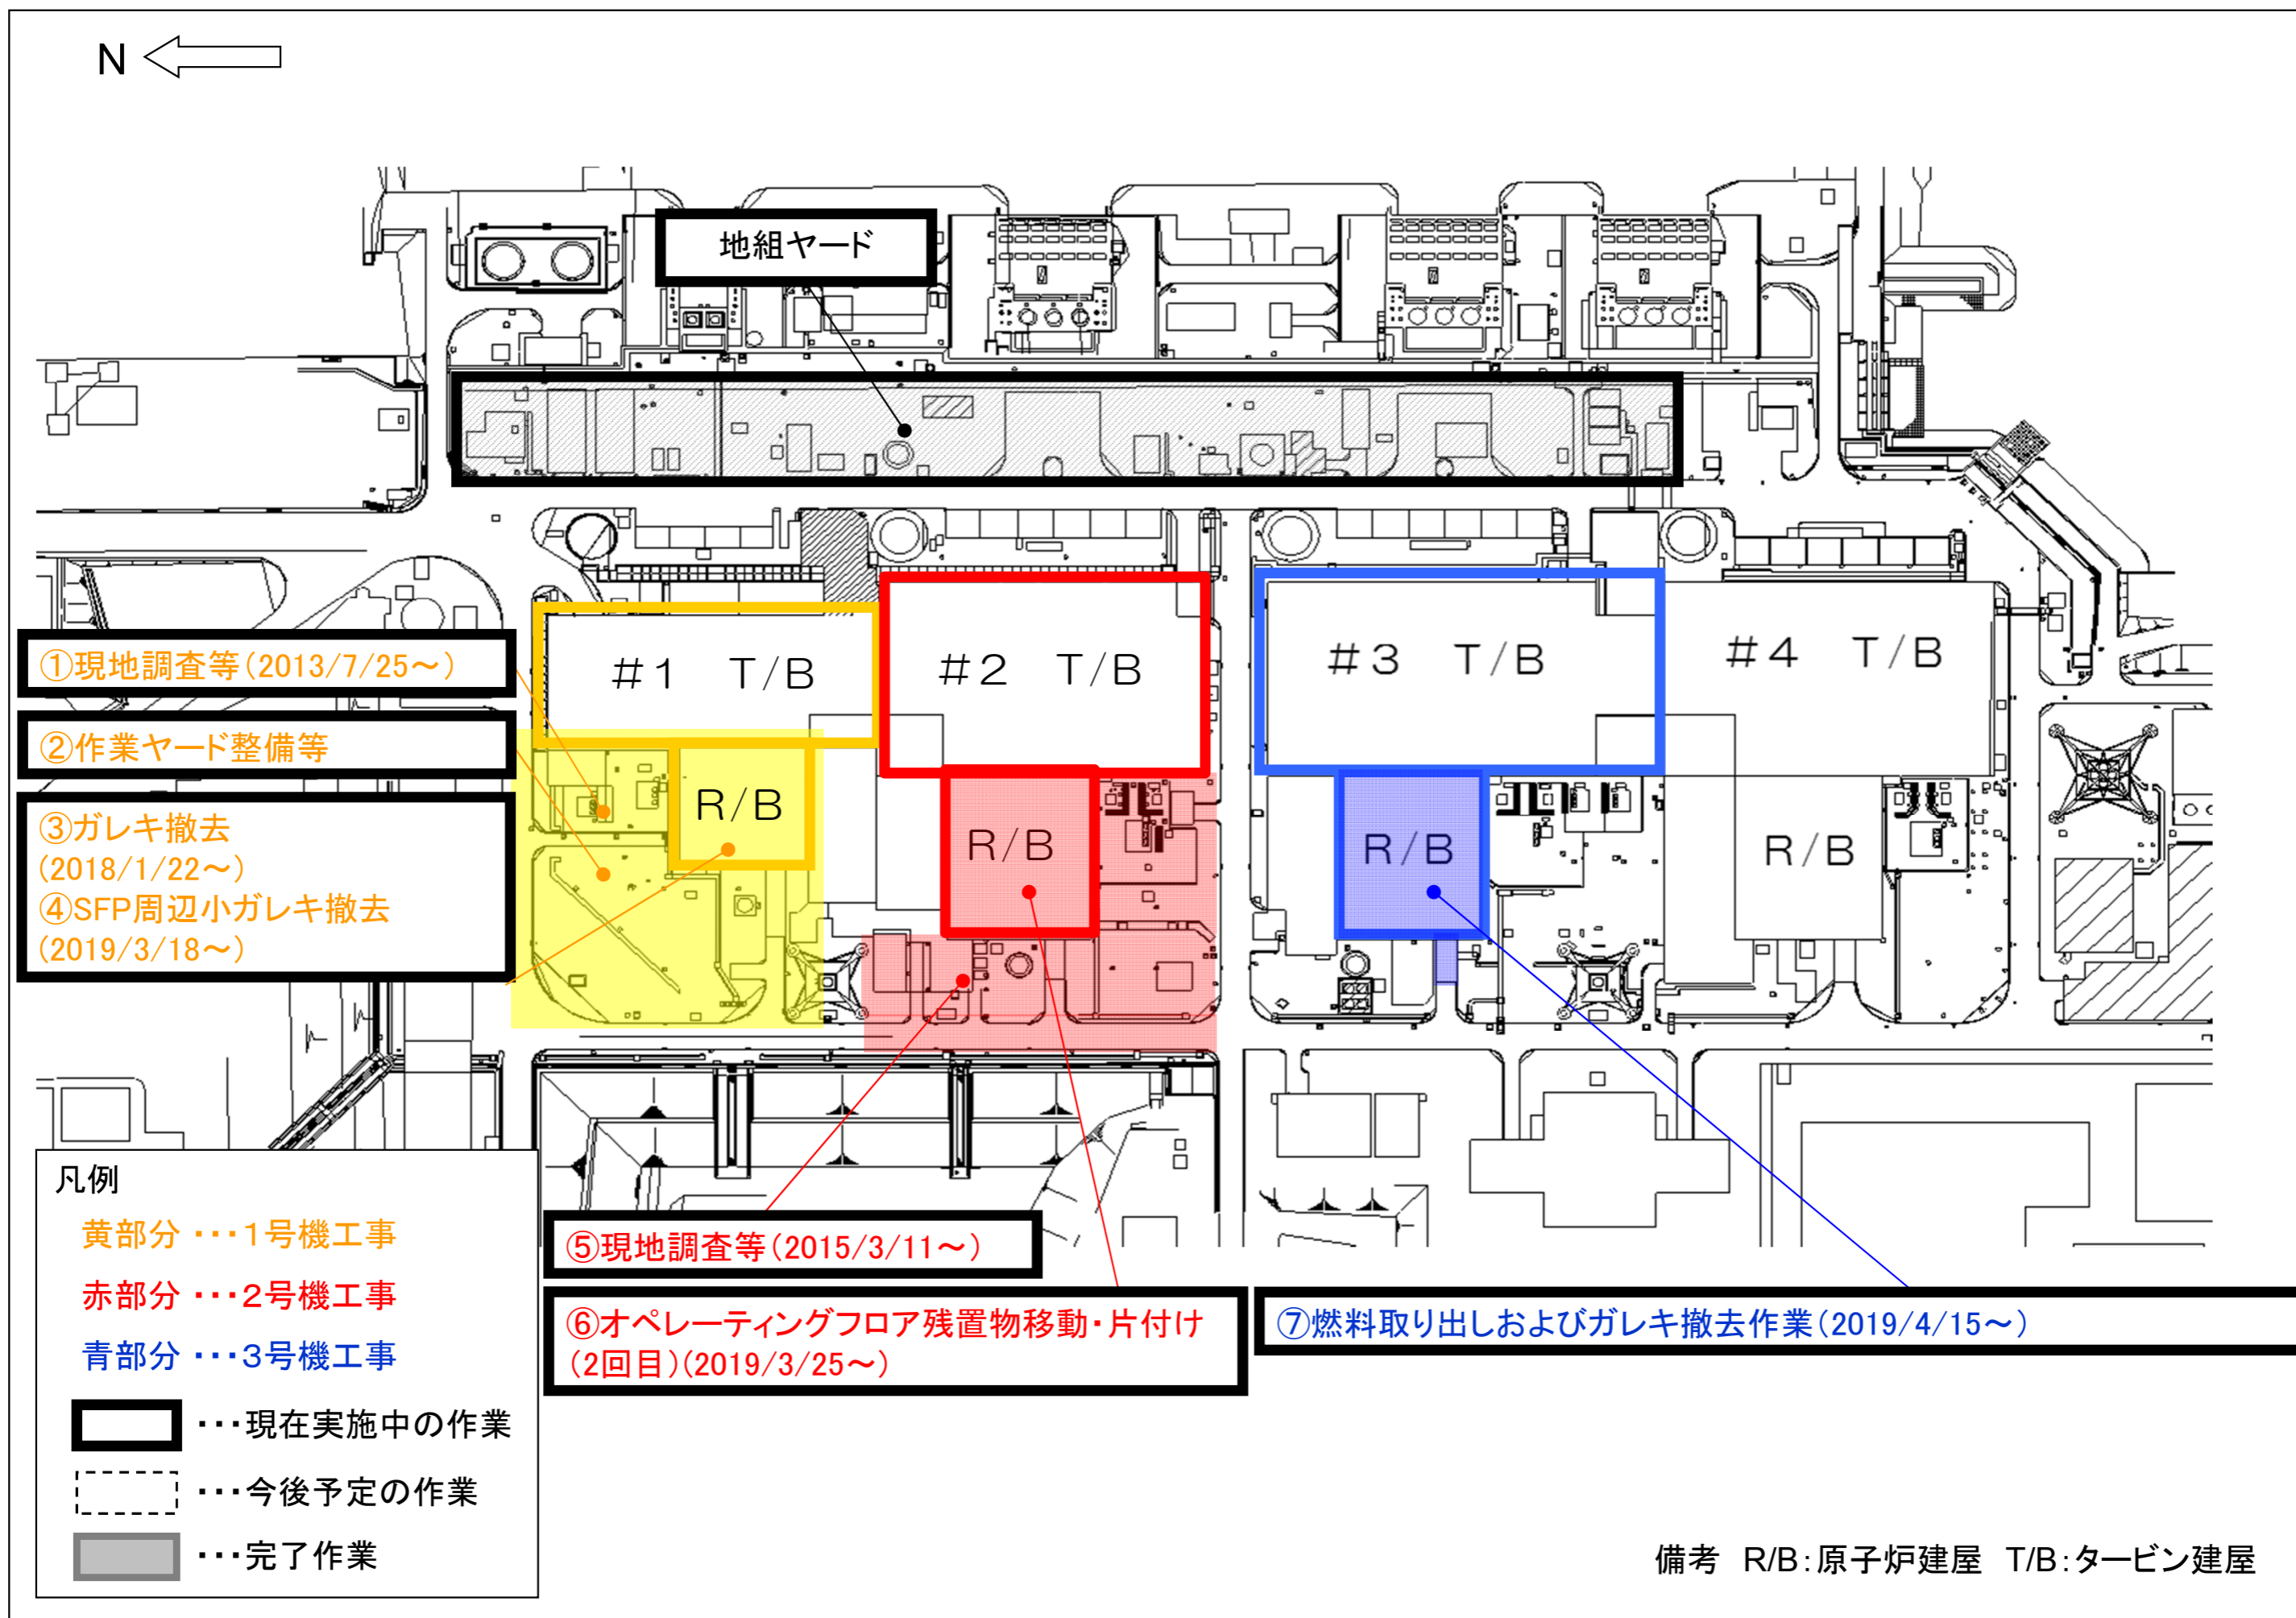 N
地組ヤード
#1 T/B
#2 T/B
#3 T/B
#4 T/B
R/B
R/B
R/B
R/B
①現地調査等(2013/7/25～)
②作業ヤード整備等
③ガレキ撤去
(2018/1/22～)
④SFP周辺小ガレキ撤去
(2019/3/18～)
⑤現地調査等(2015/3/11～)
⑥オペレーティングフロア残置物移動・片付け
(2回目)(2019/3/25～)
⑦燃料取り出しおよびガレキ撤去作業(2019/4/15～)
凡例
黄部分 ・・・1号機工事
赤部分 ・・・2号機工事
青部分 ・・・3号機工事
・・・現在実施中の作業
・・・今後予定の作業
・・・完了作業
備考 R/B:原子炉建屋 T/B:タービン建屋